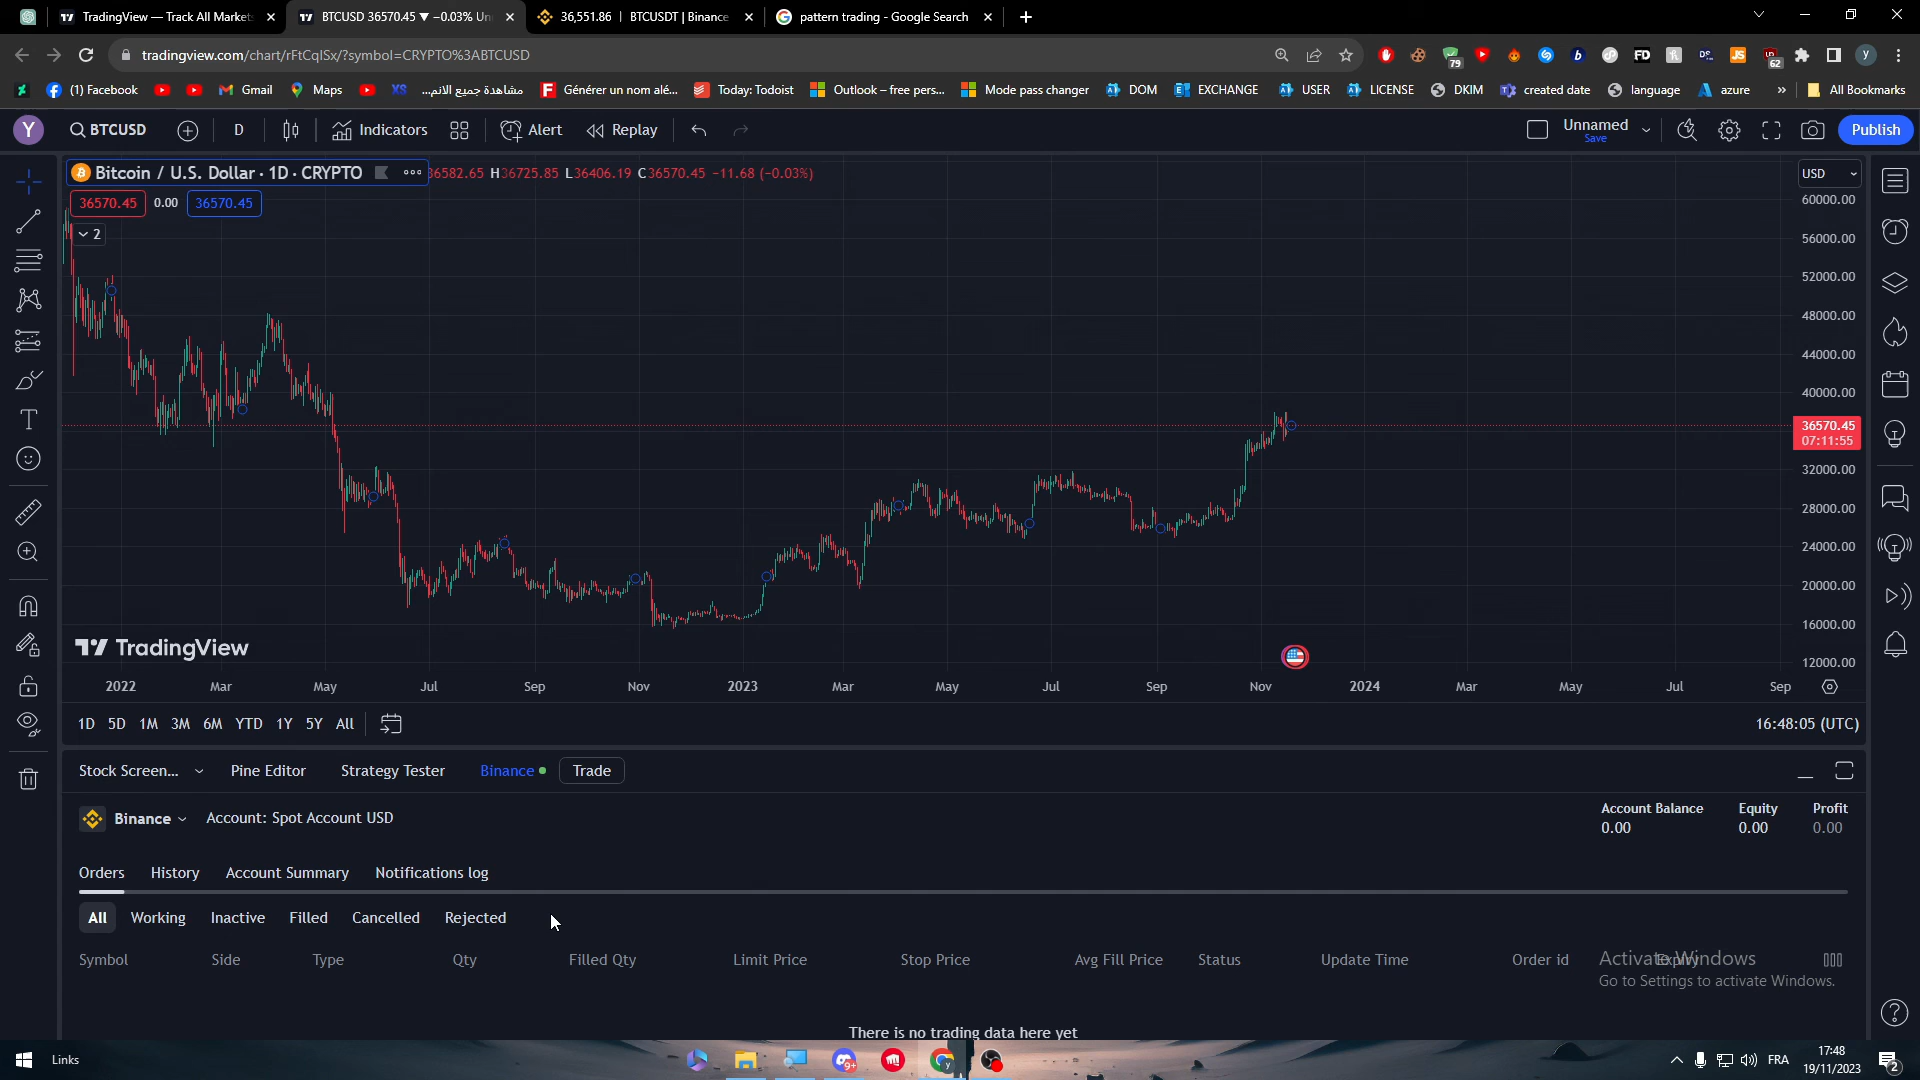 TradingView — Track All Markets
BTCUSD 36570.45 ▼ −0.03% Un
36,551.86 | BTCUSDT | Binance
pattern trading - Google Search
tradingview.com/chart/rFtCqISx/?symbol=CRYPTO%3ABTCUSD
79
FD
JS
62
y
(1) Facebook
Gmail
Maps
XS
مشاهدة جميع الانم...
Générer un nom alé...
Today: Todoist
Outlook – free pers...
Mode pass changer
DOM
EXCHANGE
USER
LICENSE
DKIM
created date
language
azure
»
All Bookmarks
Y
BTCUSD
D
Indicators
Alert
Replay
Unnamed
Save
Publish
Bitcoin / U.S. Dollar · 1D · CRYPTO
36582.65 H36725.85 L36406.19 C36570.45 −11.68 (−0.03%)
36570.45
0.00
36570.45
2
USD
60000.00
56000.00
52000.00
48000.00
44000.00
40000.00
36570.45
07:11:55
32000.00
28000.00
24000.00
20000.00
16000.00
12000.00
TradingView
2022 Mar May Jul Sep Nov 2023 Mar May Jul Sep Nov 2024 Mar May Jul Sep
1D 5D 1M 3M 6M YTD 1Y 5Y All
16:48:05 (UTC)
Stock Screen...
Pine Editor
Strategy Tester
Binance
Trade
Binance
Account: Spot Account USD
Account Balance
0.00
Equity
0.00
Profit
0.00
Orders
History
Account Summary
Notifications log
All
Working
Inactive
Filled
Cancelled
Rejected
Symbol
Side
Type
Qty
Filled Qty
Limit Price
Stop Price
Avg Fill Price
Status
Update Time
Order id
Expiry
Activate Windows
Go to Settings to activate Windows.
There is no trading data here yet
Links
9+
FRA
17:48
19/11/2023
2